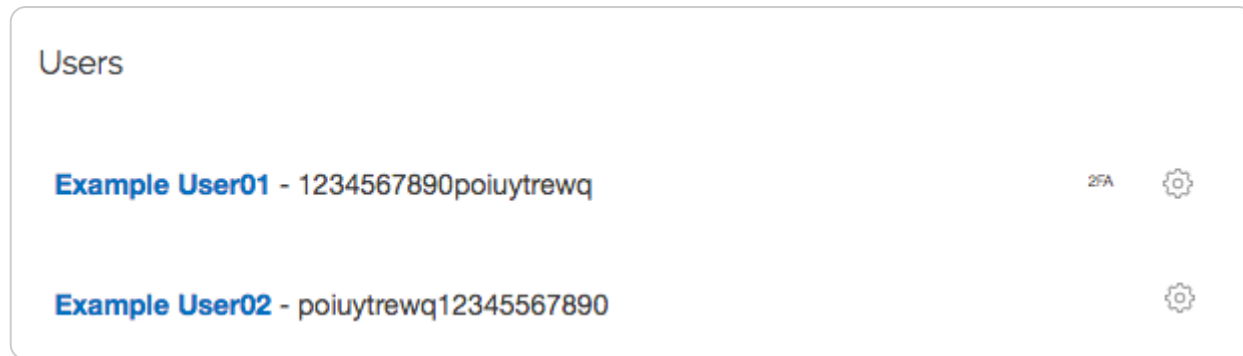 Users
Example User01 - 1234567890poiuytrewq 2FA
Example User02 - poiuytrewq12345567890